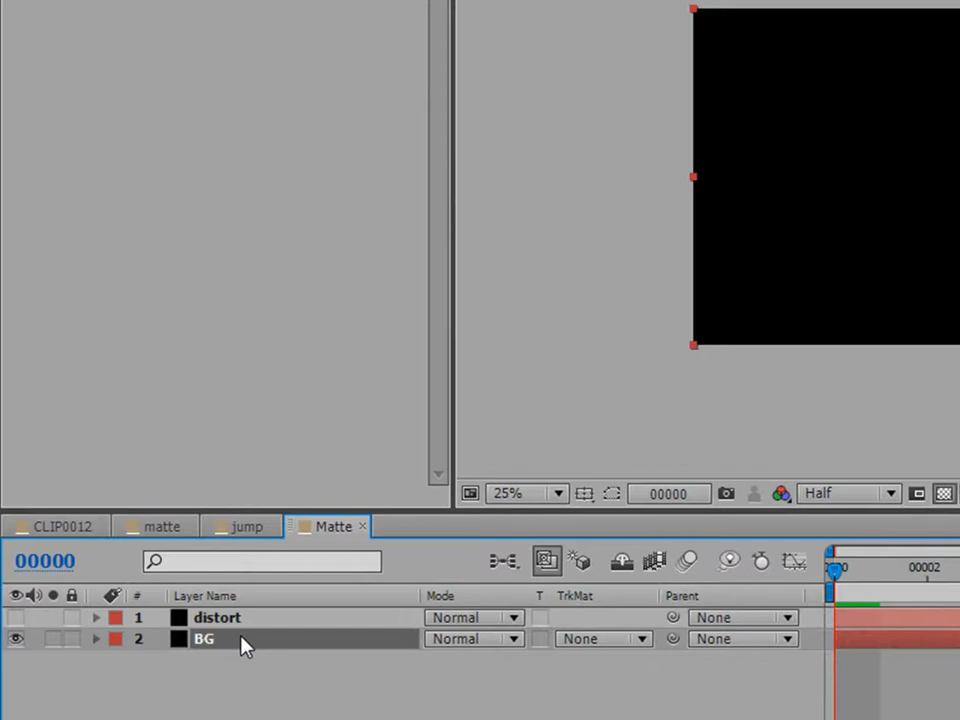 25% 00000 Half
CLIP0012 matte jump Matte ×
00000 00002
# Layer Name Mode T TrkMat Parent
1 distort Normal None
2 BG Normal None None